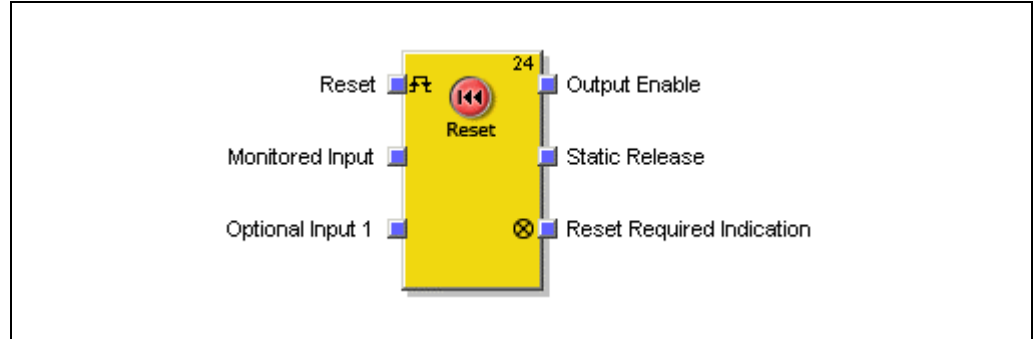 24
Reset
Output Enable
Reset
Monitored Input
Static Release
Optional Input 1
Reset Required Indication